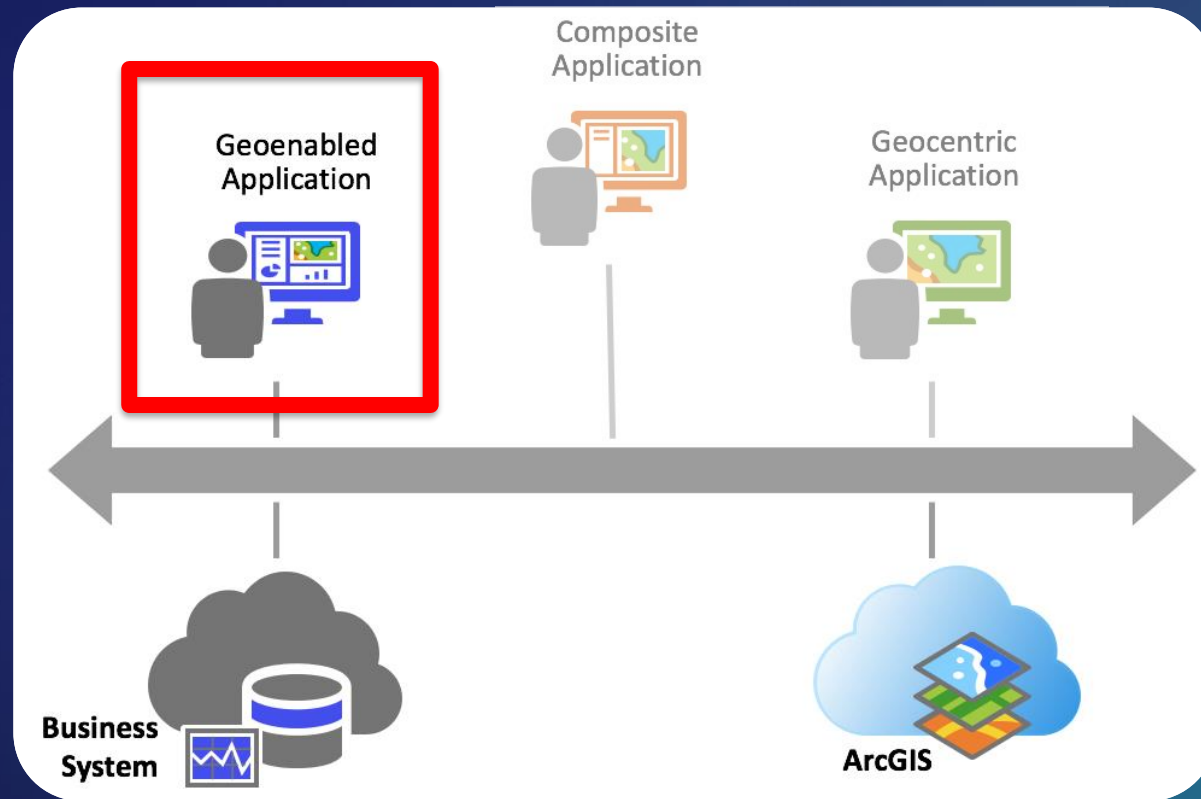 Composite
Application
Geoenabled
Application
Geocentric
Application
Business
System
ArcGIS